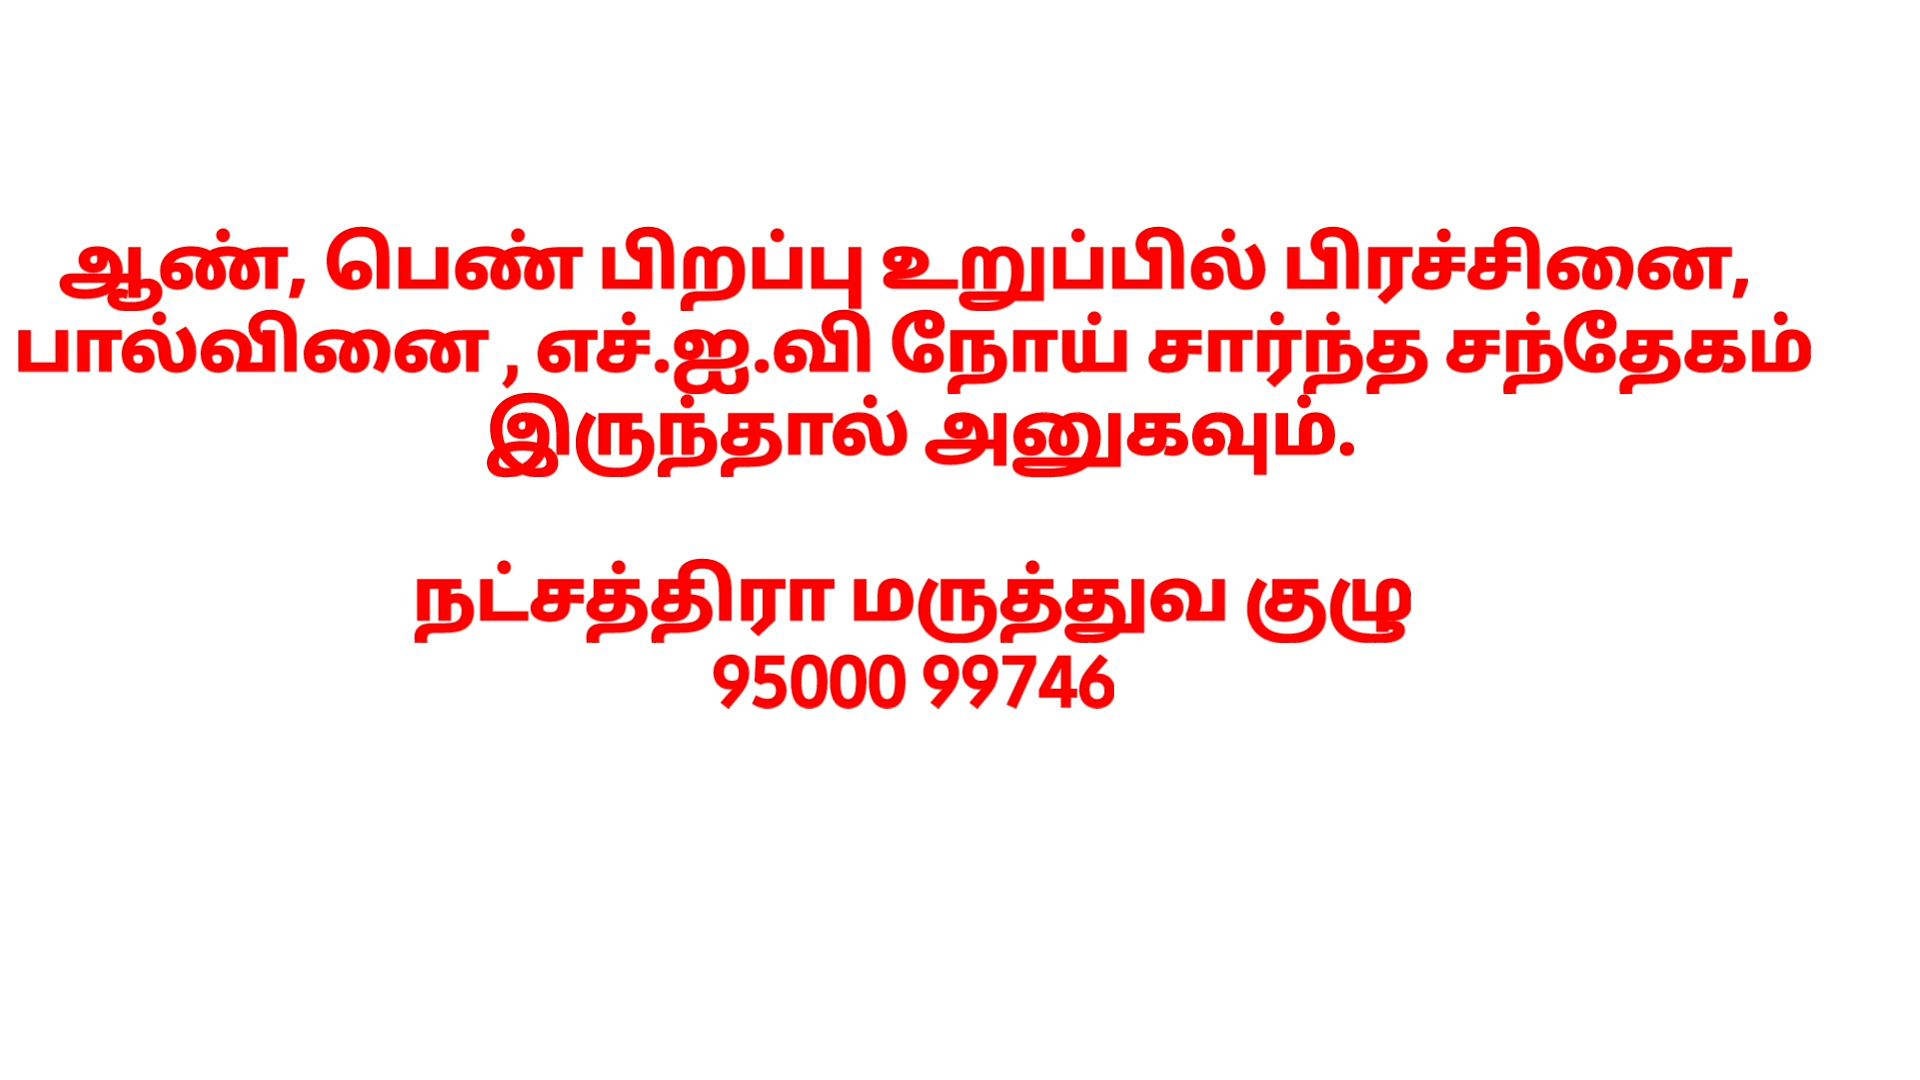 ஆண், பெண் பிறப்பு உறுப்பில் பிரச்சினை,
பால்வினை , எச்.ஐ.வி நோய் சார்ந்த சந்தேகம்
இருந்தால் அனுகவும்.
நட்சத்திரா மருத்துவ குழு
95000 99746